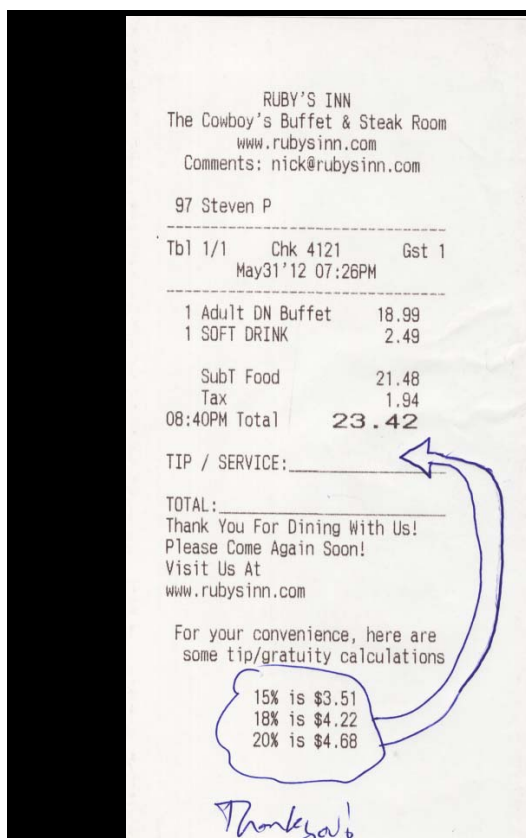 RUBY'S INN
The Cowboy's Buffet & Steak Room
www.rubysinn.com
Comments: nick@rubysinn.com
97 Steven P
Tbl 1/1 Chk 4121 Gst 1
May31'12 07:26PM
1 Adult DN Buffet 18.99
1 SOFT DRINK 2.49
SubT Food 21.48
Tax 1.94
08:40PM Total 23.42
TIP / SERVICE:
TOTAL:
Thank You For Dining With Us!
Please Come Again Soon!
Visit Us At
www.rubysinn.com
For your convenience, here are
some tip/gratuity calculations
15% is $3.51
18% is $4.22
20% is $4.68
Thank you!